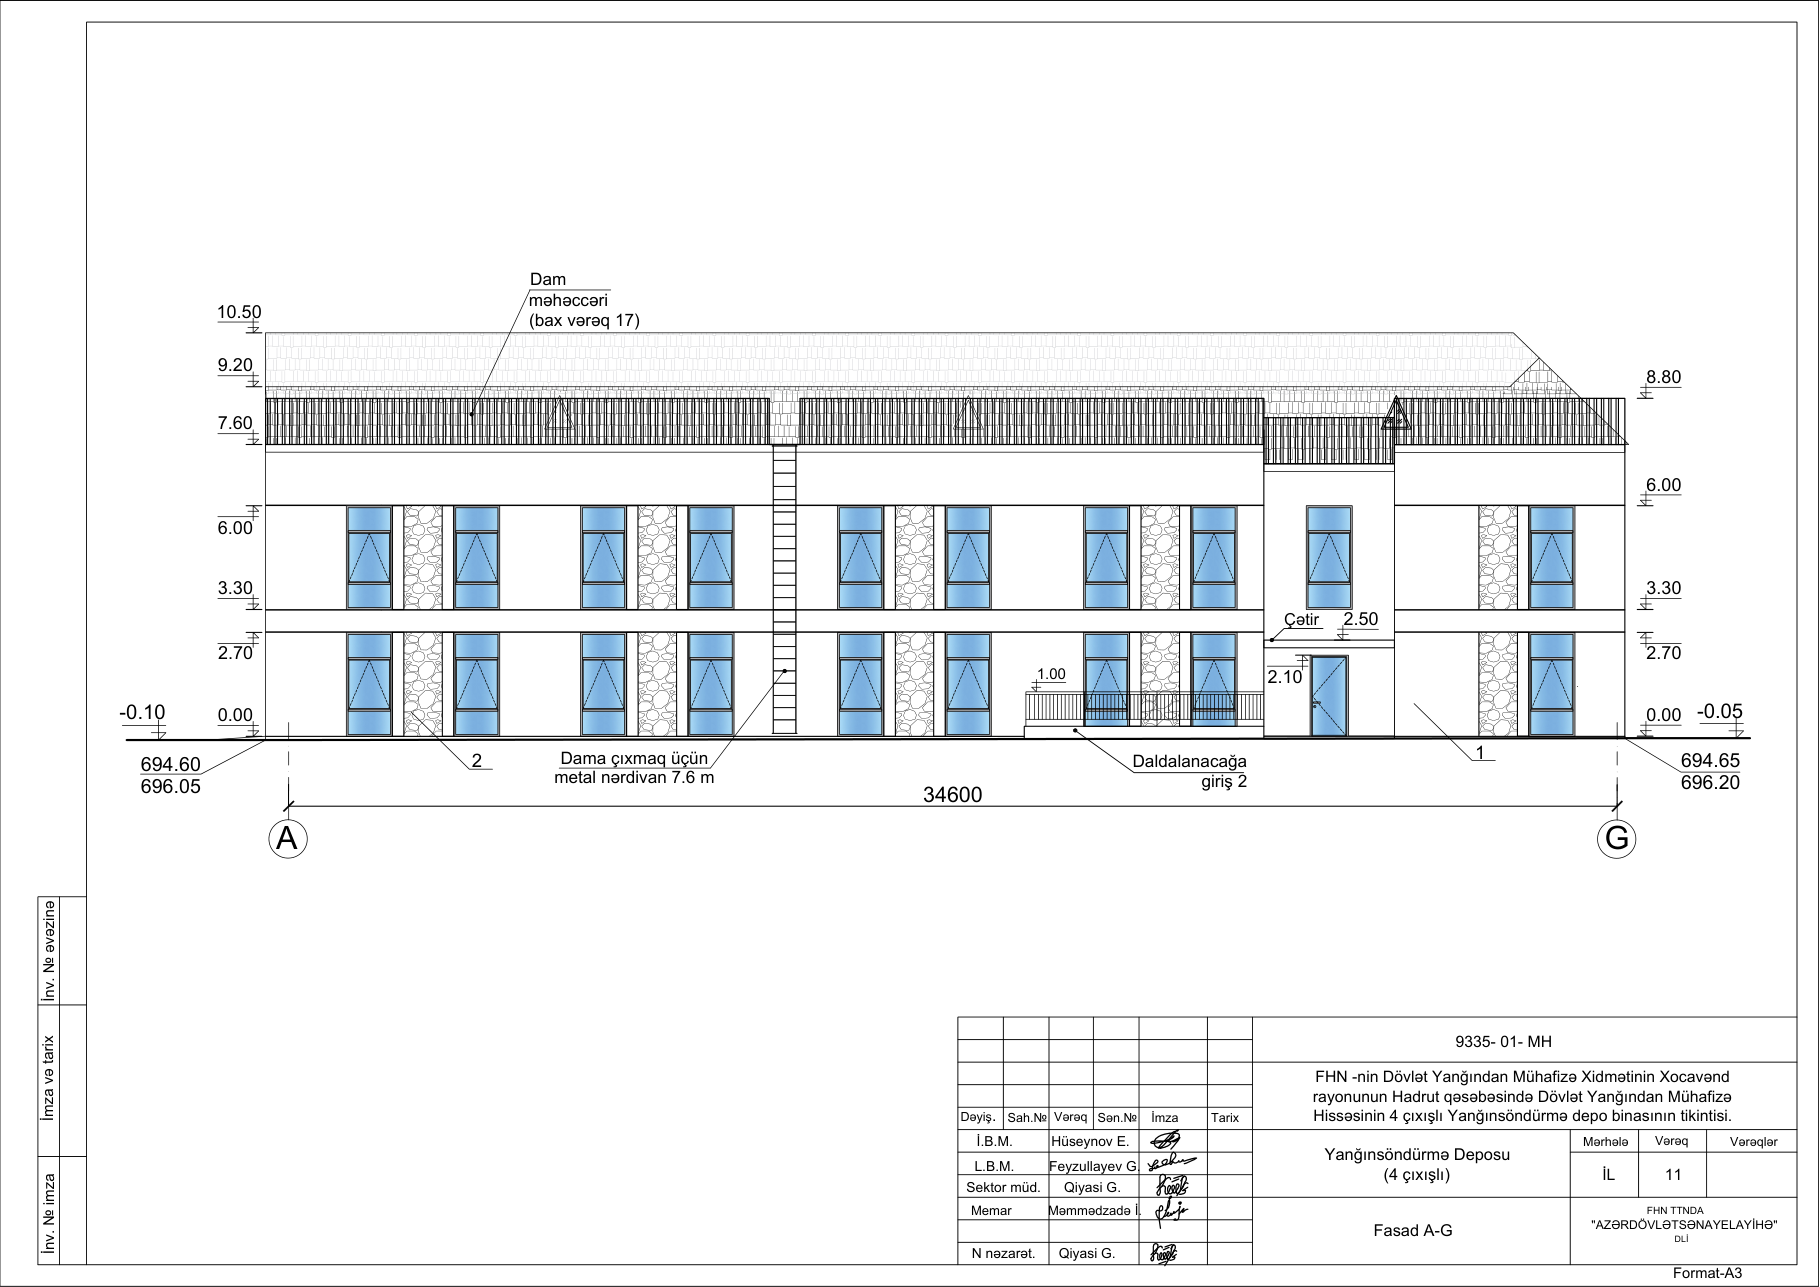 Dam
məhəccəri
(bax vərəq 17)
10.50
9.20
7.60
6.00
3.30
2.70
0.00
-0.10
694.60
696.05
8.80
6.00
3.30
2.70
0.00
-0.05
694.65
696.20
Çətir
2.50
2.10
1.00
2
Dama çıxmaq üçün
metal nərdivan 7.6 m
Daldalanacağa
giriş 2
1
34600
A
G
İnv. № əvəzinə
İmza və tarix
İnv. № imza
9335- 01- MH
FHN -nin Dövlət Yanğından Mühafizə Xidmətinin Xocavənd
rayonunun Hadrut qəsəbəsində Dövlət Yanğından Mühafizə
Hissəsinin 4 çıxışlı Yanğınsöndürmə depo binasının tikintisi.
Dəyiş. Sah.№ Vərəq Sən.№ İmza Tarix
İ.B.M. Hüseynov E.
L.B.M. Feyzullayev G.
Sektor müd. Qiyasi G.
Memar Məmmədzadə İ.
N nəzarət. Qiyasi G.
Yanğınsöndürmə Deposu
(4 çıxışlı)
Mərhələ Vərəq Vərəqlər
İL 11
Fasad A-G
FHN TTNDA
"AZƏRDÖVLƏTSƏNAYELAYİHƏ"
DLİ
Format-A3